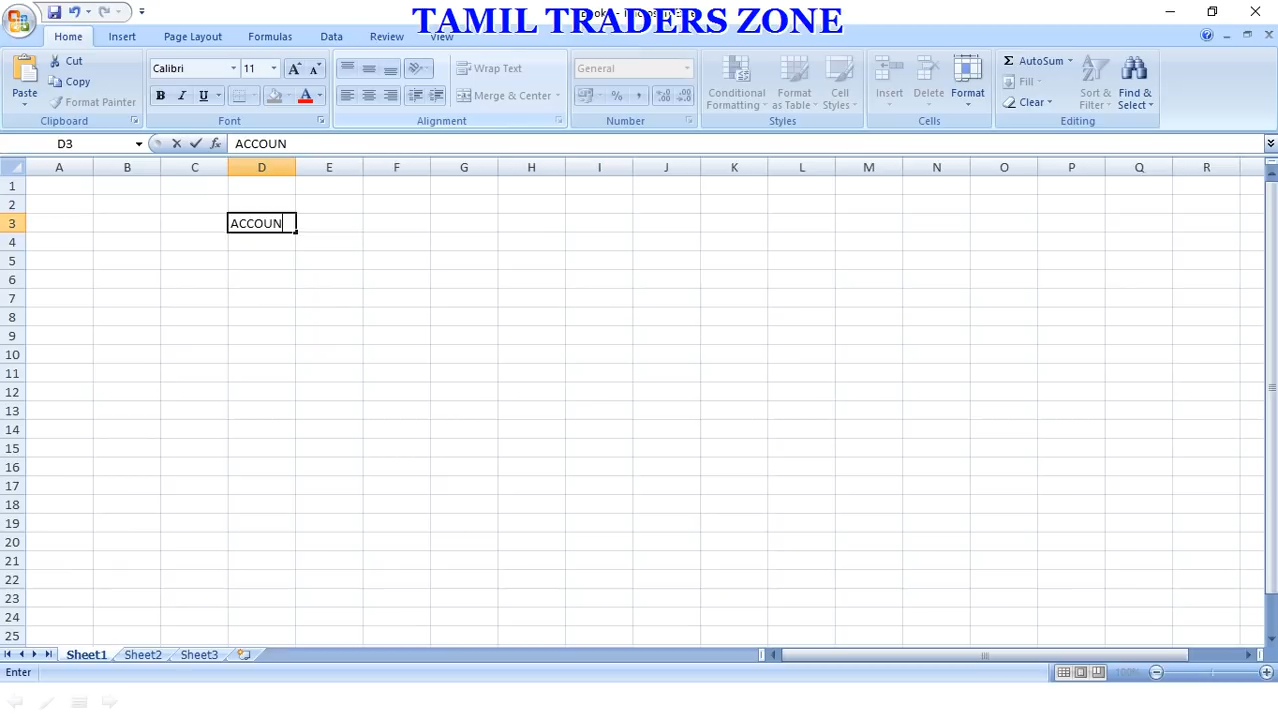 TAMIL TRADERS ZONE
Home Insert Page Layout Formulas Data Review View
Cut
Copy
Format Painter
Paste
Clipboard
Calibri 11
B I U
Font
Wrap Text
Merge & Center
Alignment
General
% ,
Number
Conditional Formatting
Format as Table
Cell Styles
Styles
Insert Delete Format
Cells
Σ AutoSum
Fill
Clear
Sort & Filter
Find & Select
Editing
D3 fx ACCOUN
A B C D E F G H I J K L M N O P Q R
1
2
3 ACCOUN
4
5
6
7
8
9
10
11
12
13
14
15
16
17
18
19
20
21
22
23
24
25
Sheet1 Sheet2 Sheet3
Enter 100%